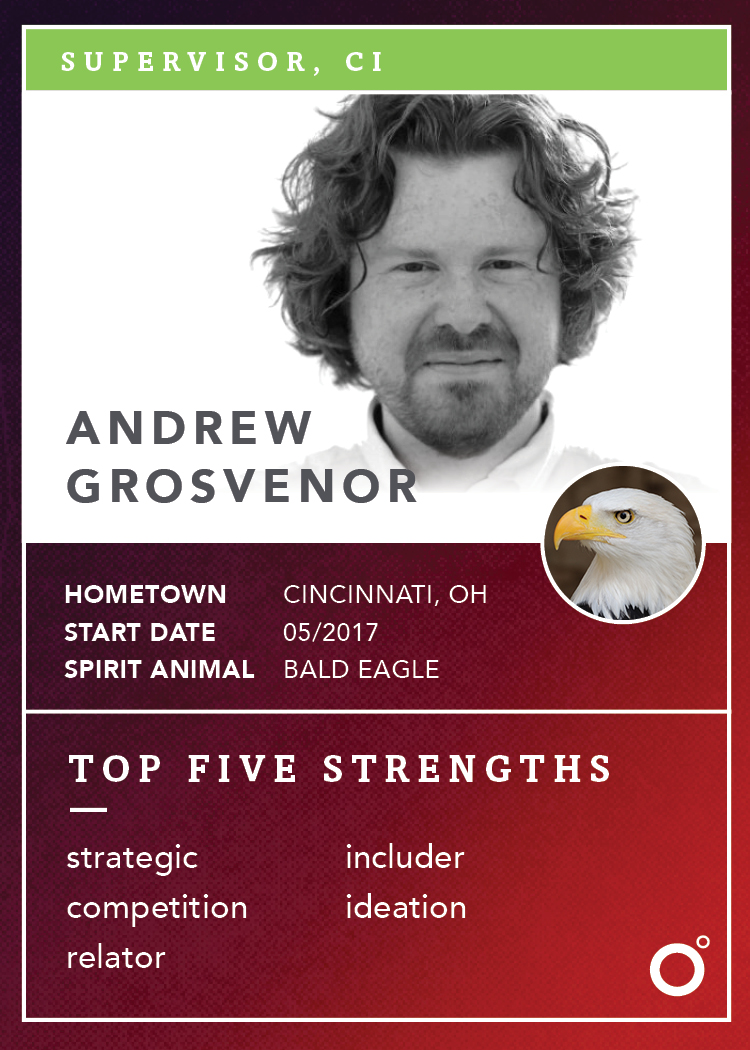 SUPERVISOR, CI
ANDREW
GROSVENOR
HOMETOWN CINCINNATI, OH
START DATE 05/2017
SPIRIT ANIMAL BALD EAGLE
TOP FIVE STRENGTHS
strategic includer
competition ideation
relator